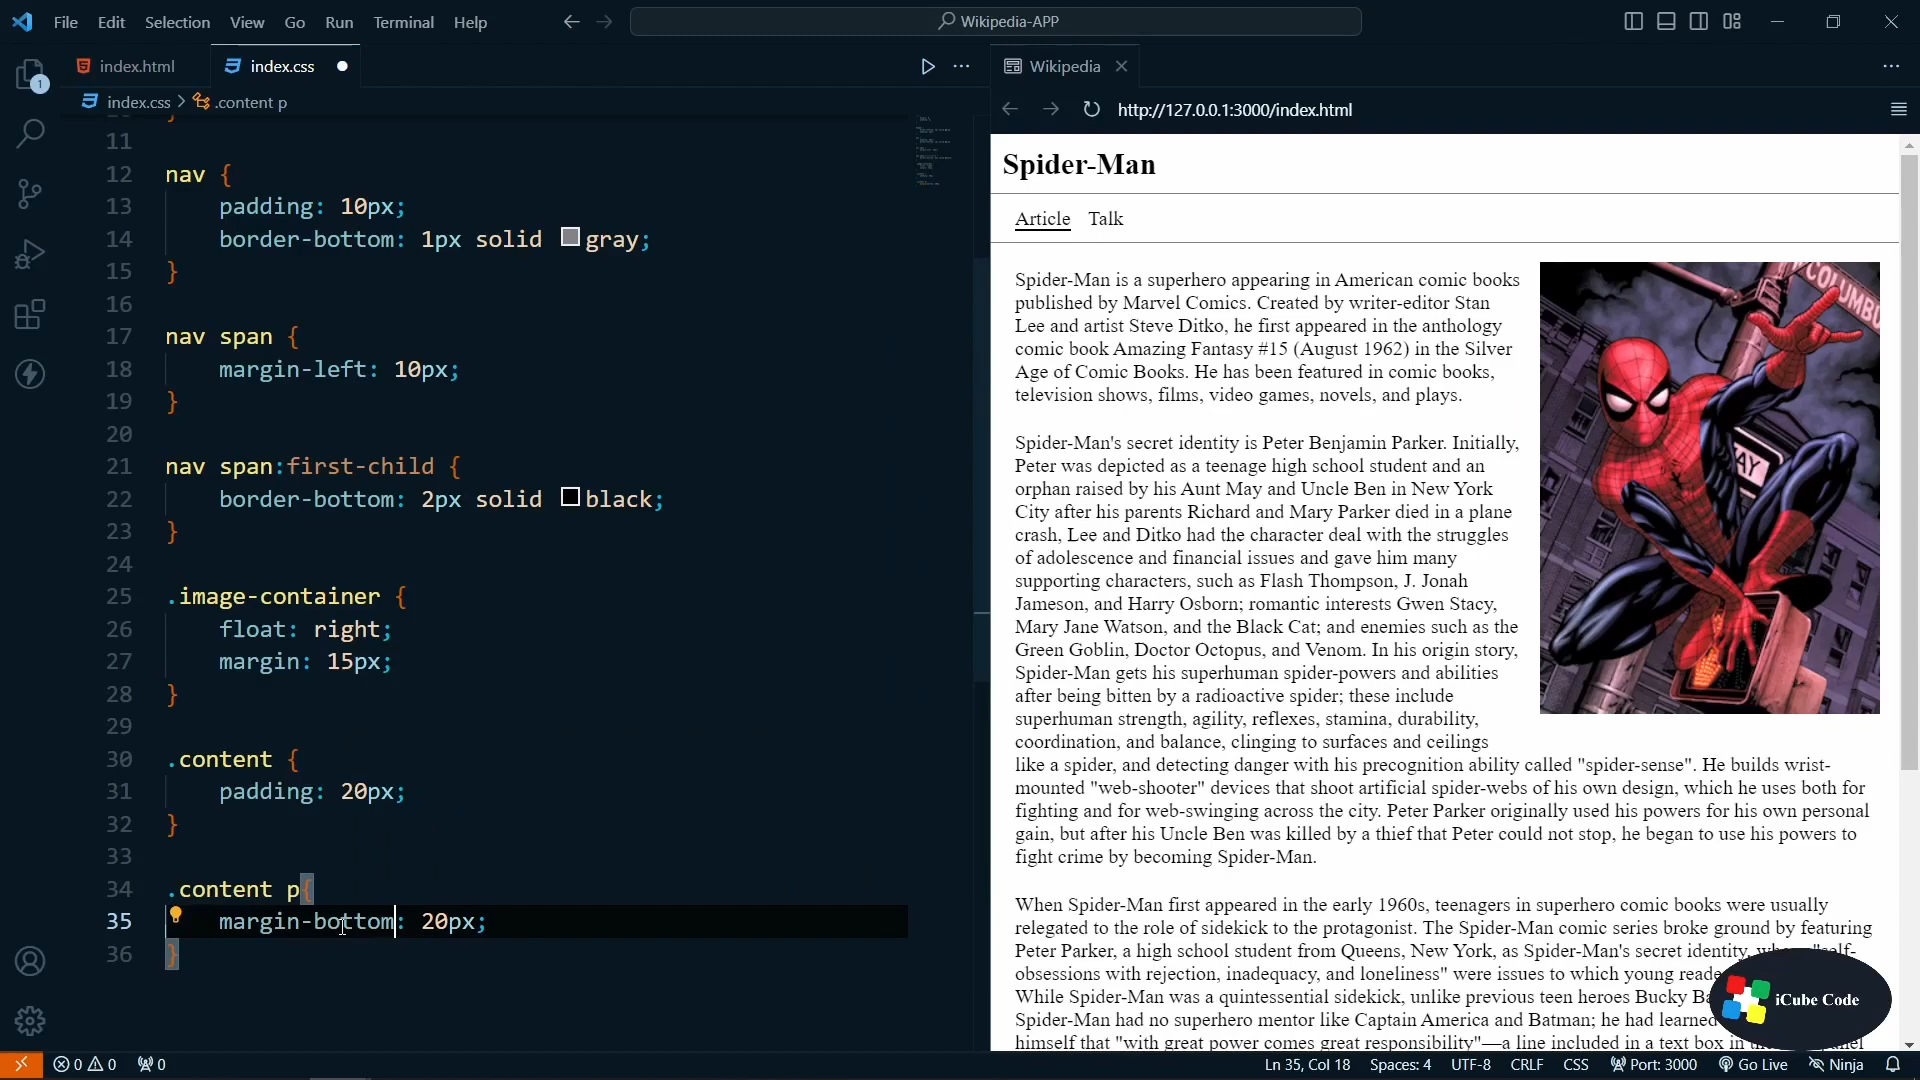 File Edit Selection View Go Run Terminal Help
Wikipedia-APP
index.html
index.css
index.css > .content p
11
12 nav {
13 padding: 10px;
14 border-bottom: 1px solid gray;
15 }
16
17 nav span {
18 margin-left: 10px;
19 }
20
21 nav span:first-child {
22 border-bottom: 2px solid black;
23 }
24
25 .image-container {
26 float: right;
27 margin: 15px;
28 }
29
30 .content {
31 padding: 20px;
32 }
33
34 .content p{
35 margin-bottom: 20px;
36 }
1
Wikipedia
http://127.0.0.1:3000/index.html
Spider-Man
Article Talk
Spider-Man is a superhero appearing in American comic books
published by Marvel Comics. Created by writer-editor Stan
Lee and artist Steve Ditko, he first appeared in the anthology
comic book Amazing Fantasy #15 (August 1962) in the Silver
Age of Comic Books. He has been featured in comic books,
television shows, films, video games, novels, and plays.
Spider-Man's secret identity is Peter Benjamin Parker. Initially,
Peter was depicted as a teenage high school student and an
orphan raised by his Aunt May and Uncle Ben in New York
City after his parents Richard and Mary Parker died in a plane
crash, Lee and Ditko had the character deal with the struggles
of adolescence and financial issues and gave him many
supporting characters, such as Flash Thompson, J. Jonah
Jameson, and Harry Osborn; romantic interests Gwen Stacy,
Mary Jane Watson, and the Black Cat; and enemies such as the
Green Goblin, Doctor Octopus, and Venom. In his origin story,
Spider-Man gets his superhuman spider-powers and abilities
after being bitten by a radioactive spider; these include
superhuman strength, agility, reflexes, stamina, durability,
coordination, and balance, clinging to surfaces and ceilings
like a spider, and detecting danger with his precognition ability called "spider-sense". He builds wrist-
mounted "web-shooter" devices that shoot artificial spider-webs of his own design, which he uses both for
fighting and for web-swinging across the city. Peter Parker originally used his powers for his own personal
gain, but after his Uncle Ben was killed by a thief that Peter could not stop, he began to use his powers to
fight crime by becoming Spider-Man.
When Spider-Man first appeared in the early 1960s, teenagers in superhero comic books were usually
relegated to the role of sidekick to the protagonist. The Spider-Man comic series broke ground by featuring
Peter Parker, a high school student from Queens, New York, as Spider-Man's secret identity,
obsessions with rejection, inadequacy, and loneliness" were issues to which young
While Spider-Man was a quintessential sidekick, unlike previous teen heroes Bucky
Spider-Man had no superhero mentor like Captain America and Batman; he had learned
himself that "with great power comes great responsibility"—a line included in a text box in
COLUMB
AY
iCube Code
0 0 0
Ln 35, Col 18 Spaces: 4 UTF-8 CRLF CSS Port: 3000 Go Live Ninja